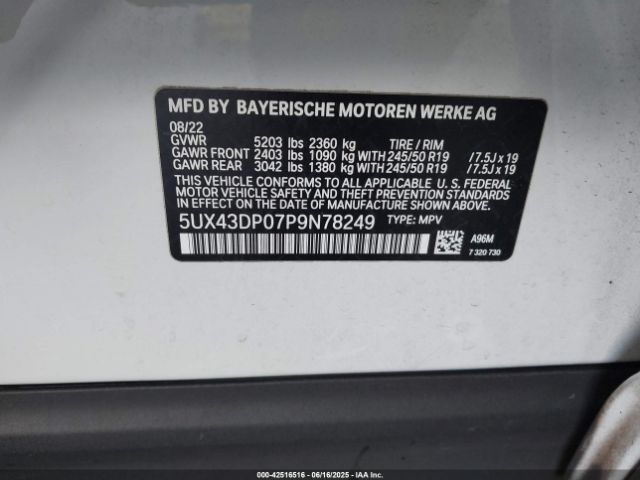 MFD BY BAYERISCHE MOTOREN WERKE AG
08/22
GVWR 5203 lbs 2360 kg TIRE / RIM
GAWR FRONT 2403 lbs 1090 kg WITH 245/50 R19 / 7.5J x 19
GAWR REAR 3042 lbs 1380 kg WITH 245/50 R19 / 7.5J x 19
THIS VEHICLE CONFORMS TO ALL APPLICABLE U. S. FEDERAL
MOTOR VEHICLE SAFETY AND THEFT PREVENTION STANDARDS
IN EFFECT ON THE DATE OF MANUFACTURE SHOWN ABOVE.
5UX43DP07P9N78249 TYPE: MPV
A96M
7 320 730
000-42516516 - 06/16/2025 - IAA Inc.